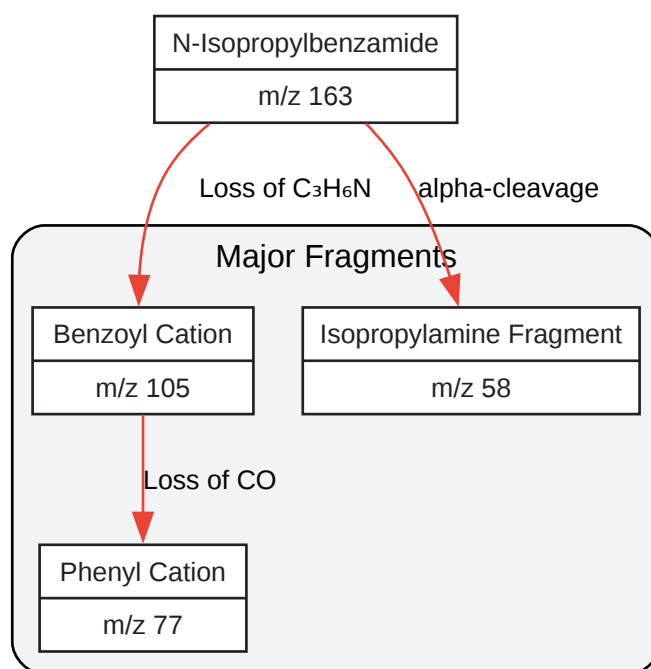 N-Isopropylbenzamide
m/z 163
Loss of C₃H₆N
alpha-cleavage
Major Fragments
Benzoyl Cation
m/z 105
Isopropylamine Fragment
m/z 58
Loss of CO
Phenyl Cation
m/z 77